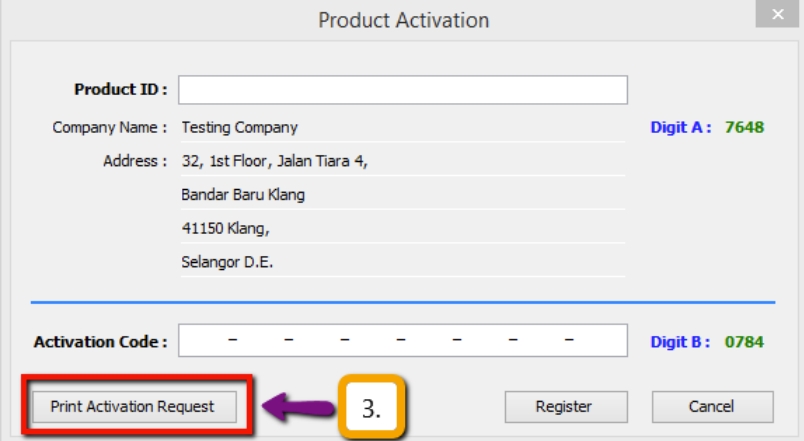 Product Activation
Product ID :
Company Name : Testing Company Digit A : 7648
Address : 32, 1st Floor, Jalan Tiara 4,
Bandar Baru Klang
41150 Klang,
Selangor D.E.
Activation Code : - - - - - - - Digit B : 0784
Print Activation Request 3. Register Cancel